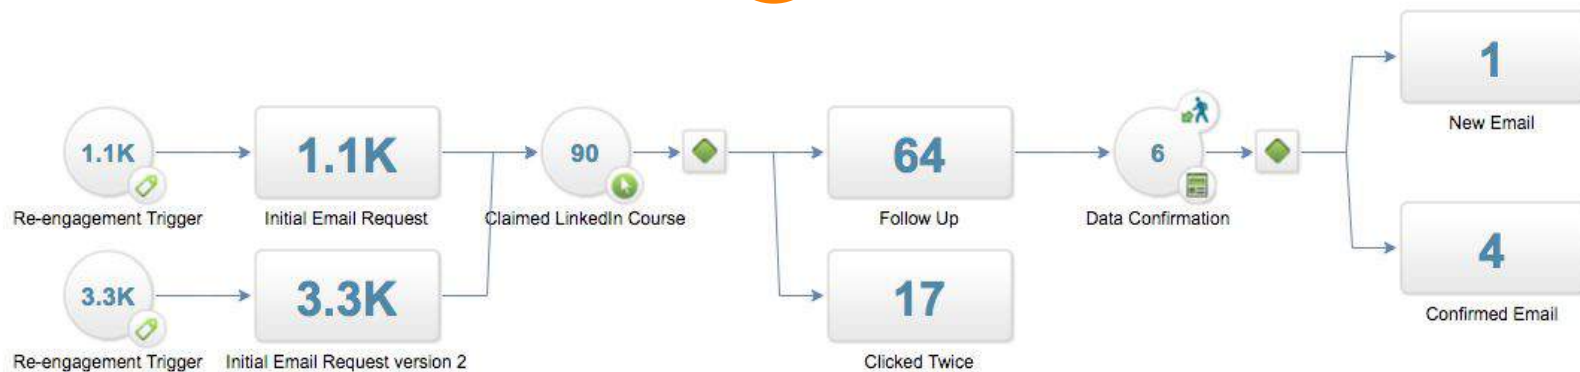 1
New Email
1.1K
Re-engagement Trigger
1.1K
Initial Email Request
90
Claimed LinkedIn Course
64
Follow Up
6
Data Confirmation
3.3K
Re-engagement Trigger
3.3K
Initial Email Request version 2
17
Clicked Twice
4
Confirmed Email